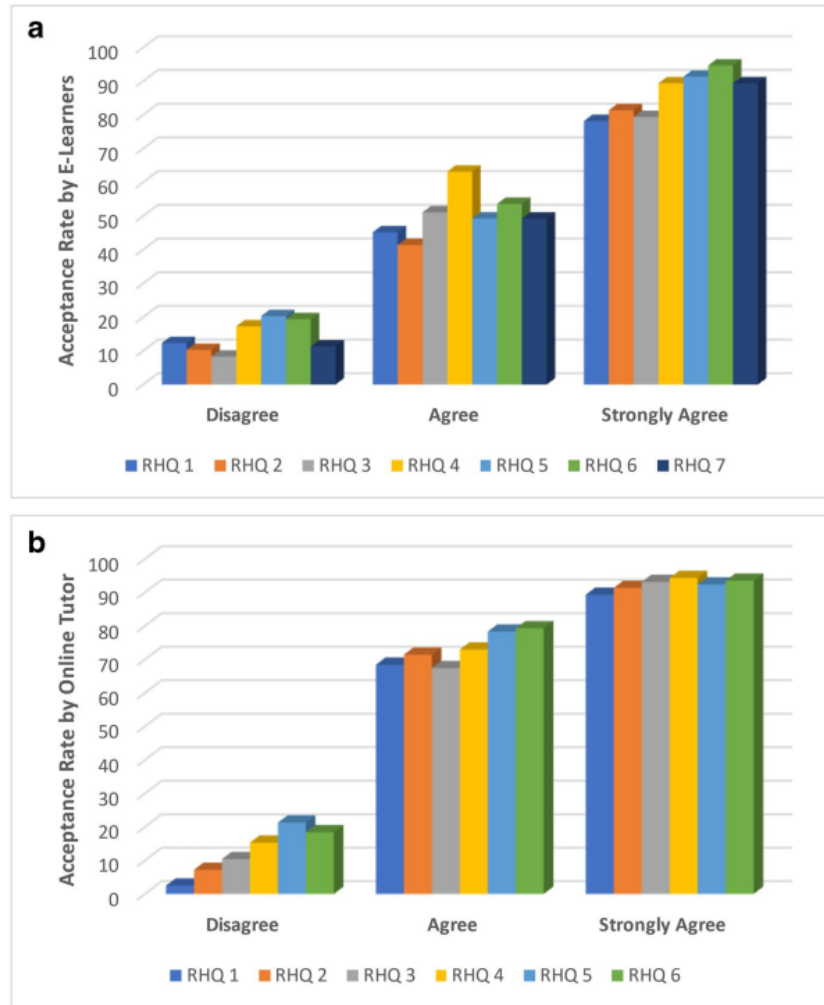 a
Acceptance Rate by E-Learners
100
90
80
70
60
50
40
30
20
10
0
Disagree Agree Strongly Agree
RHQ 1 RHQ 2 RHQ 3 RHQ 4 RHQ 5 RHQ 6 RHQ 7
b
Acceptance Rate by Online Tutor
100
90
80
70
60
50
40
30
20
10
0
Disagree Agree Strongly Agree
RHQ 1 RHQ 2 RHQ 3 RHQ 4 RHQ 5 RHQ 6